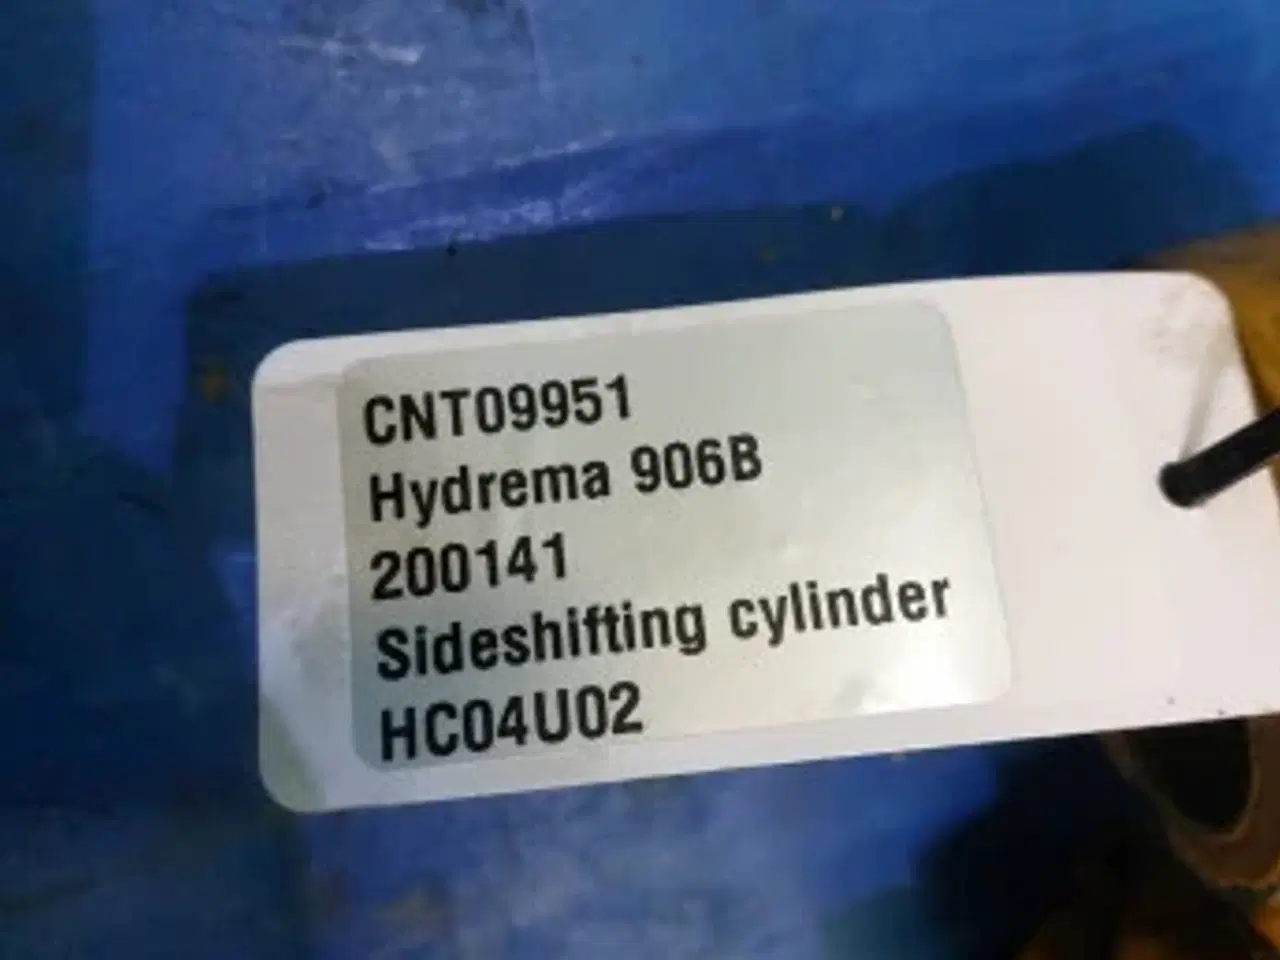 CNT09951
Hydrema 906B
200141
Sideshifting cylinder
HC04U02